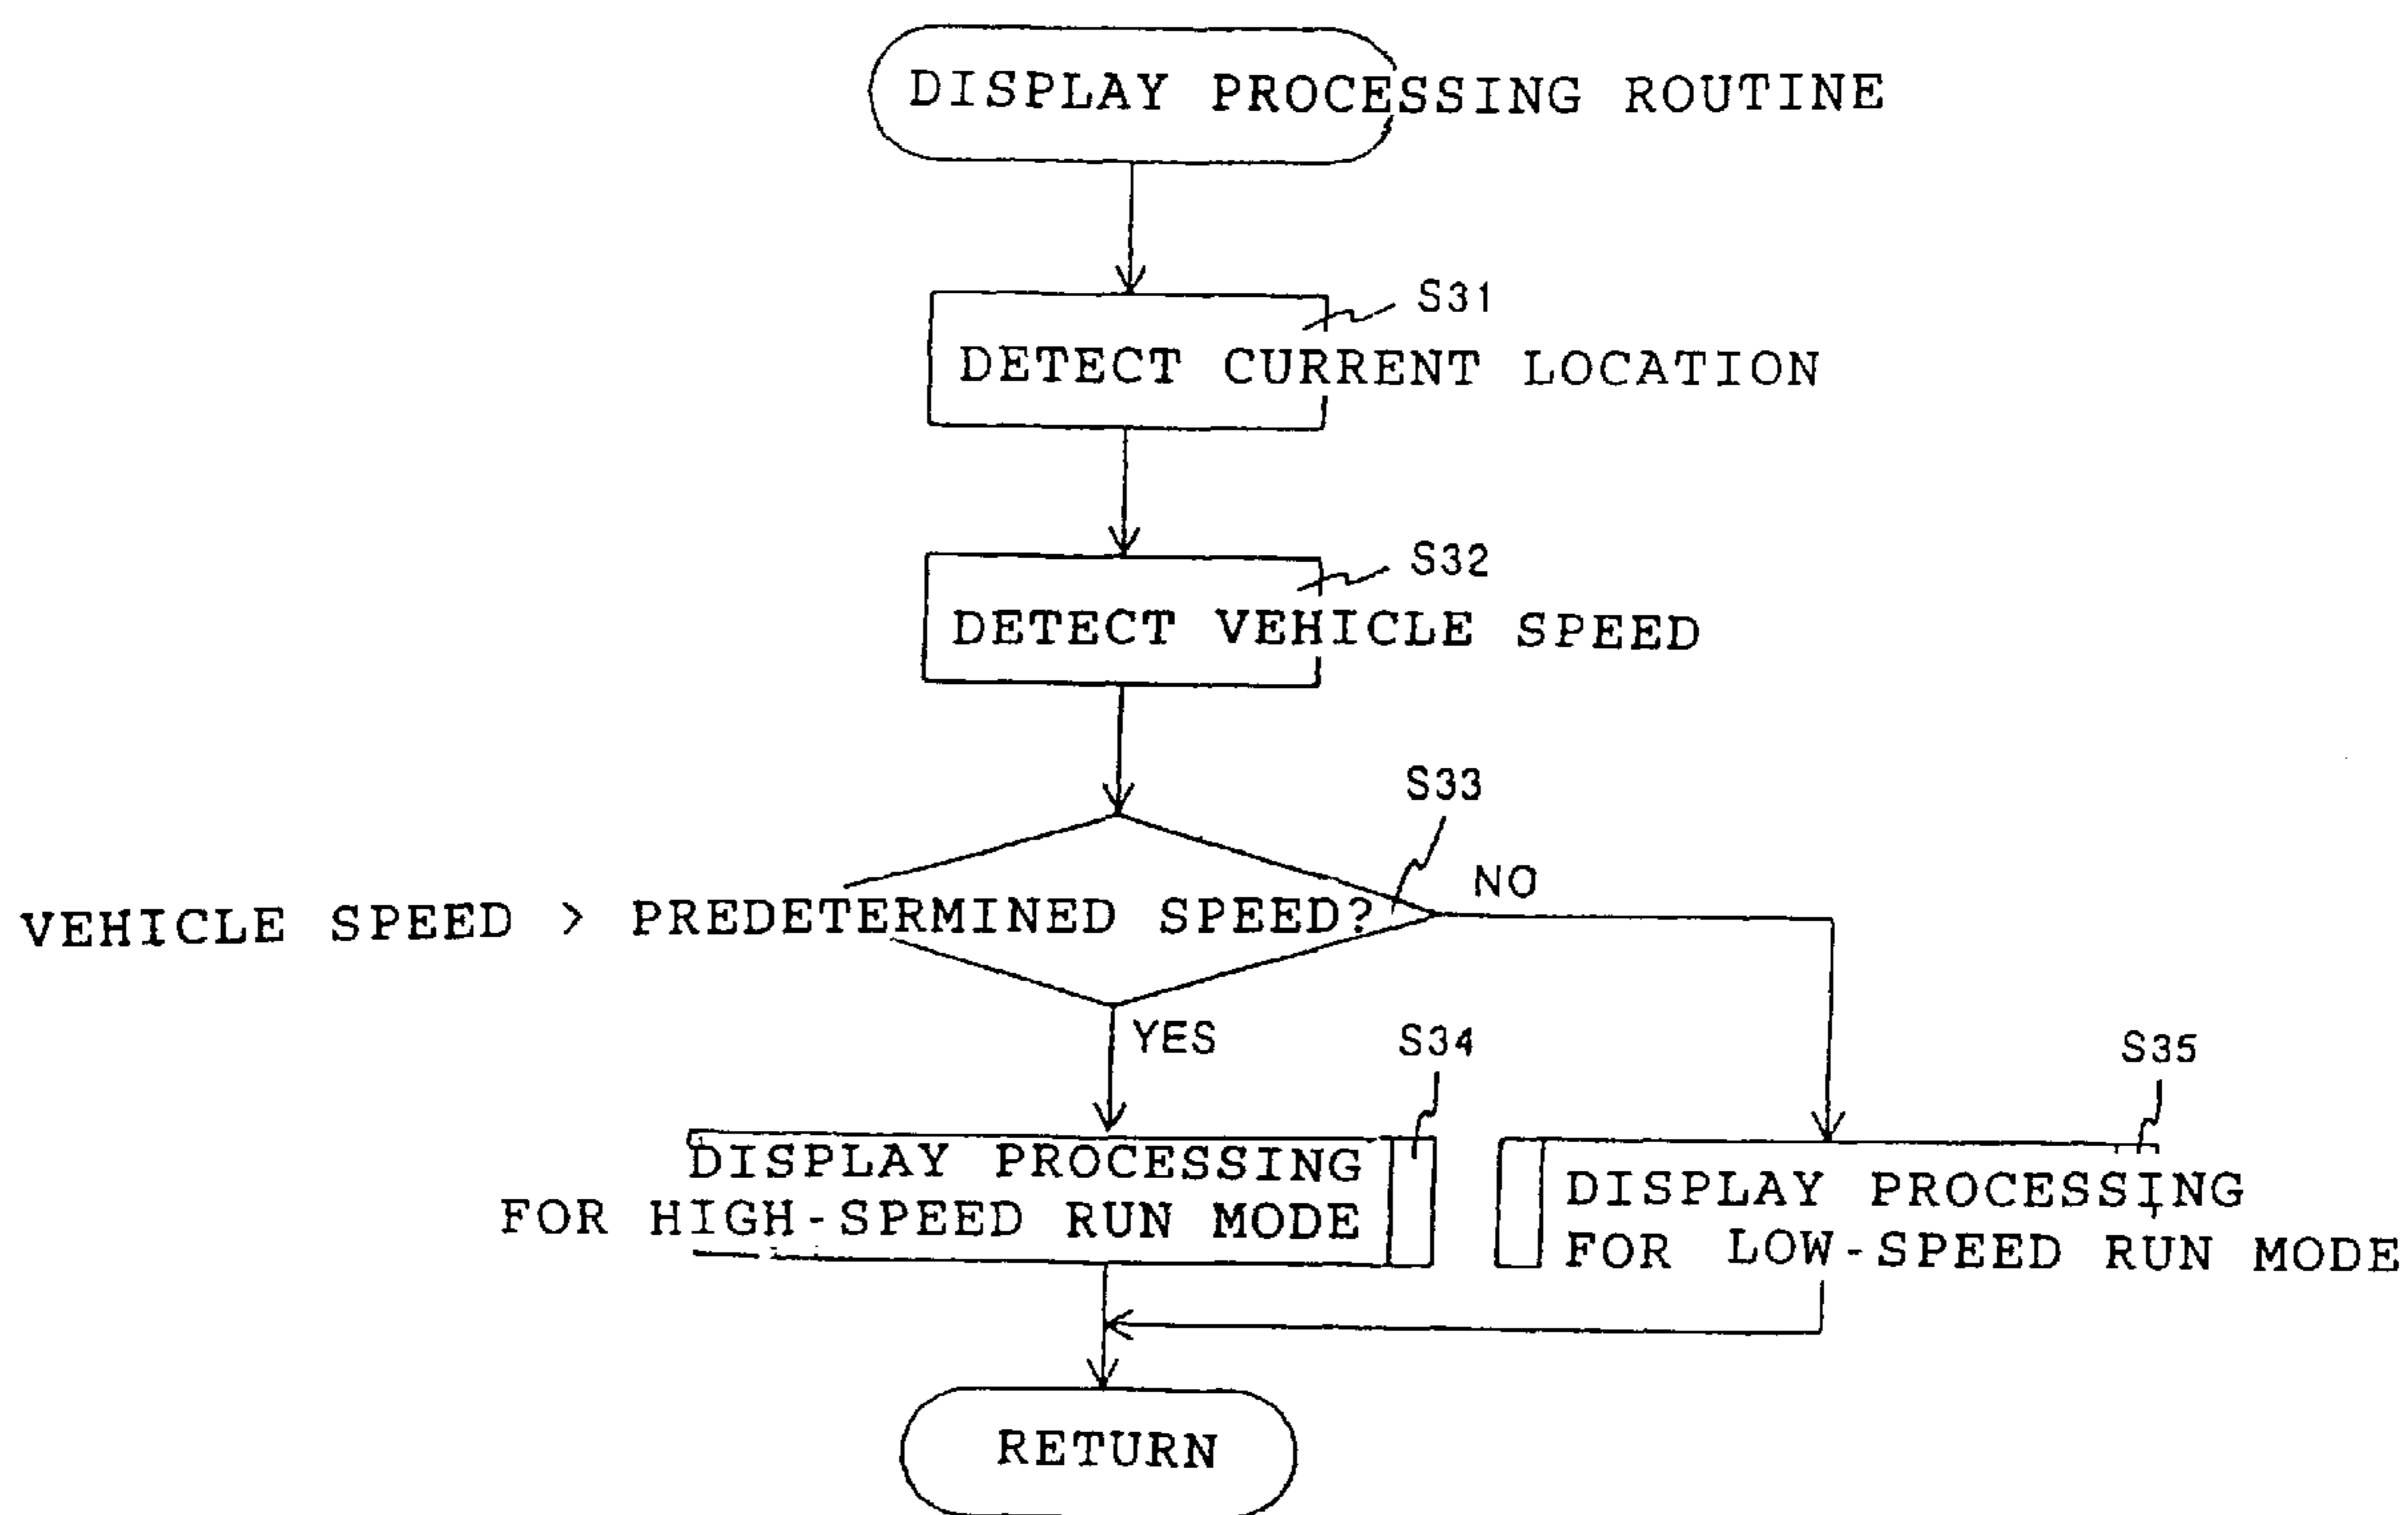 DISPLAY PROCESSING ROUTINE
S31
DETECT CURRENT LOCATION
S32
DETECT VEHICLE SPEED
S33
NO
VEHICLE SPEED > PREDETERMINED SPEED?
YES
S34
S35
DISPLAY PROCESSING
FOR HIGH-SPEED RUN MODE
DISPLAY PROCESSING
FOR LOW-SPEED RUN MODE
RETURN